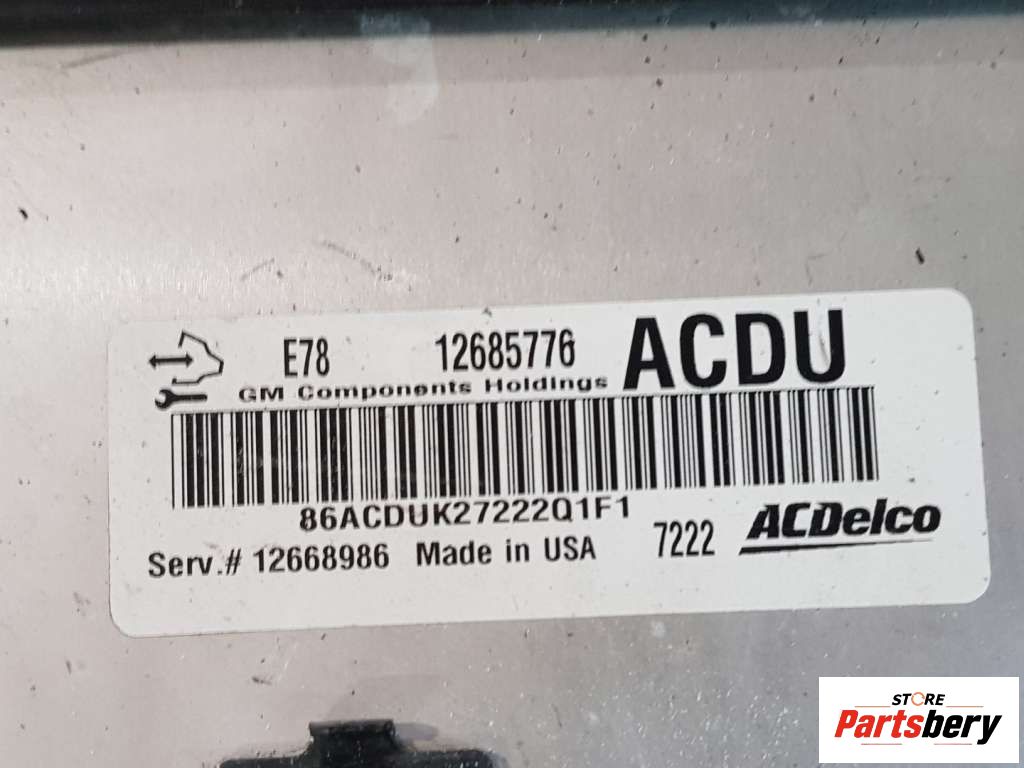 E78 12685776 ACDU
GM Components Holdings
86ACDUK27222Q1F1
Serv.# 12668986 Made in USA 7222 ACDelco
STORE
Partsbery